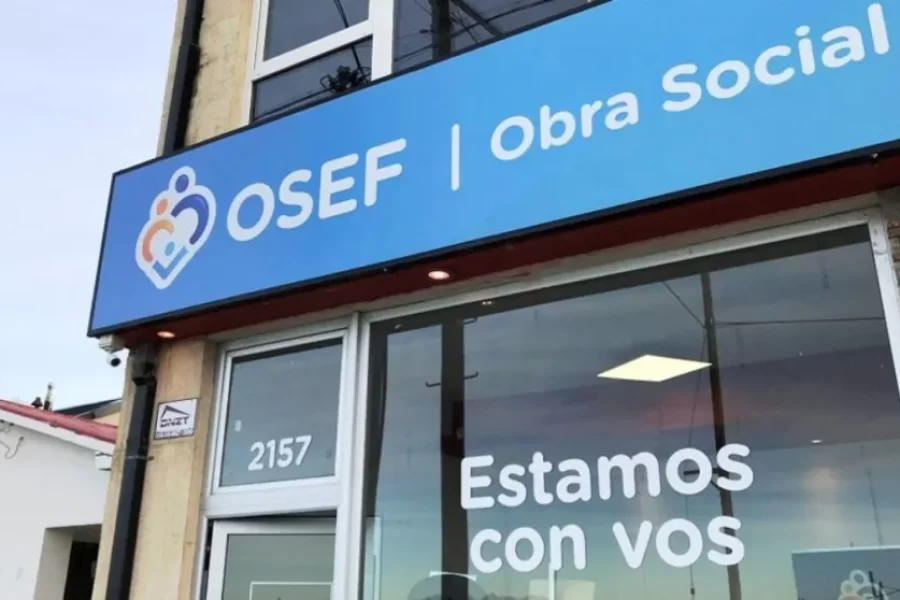 OSEF | Obra Social
2157
Estamos
con vos